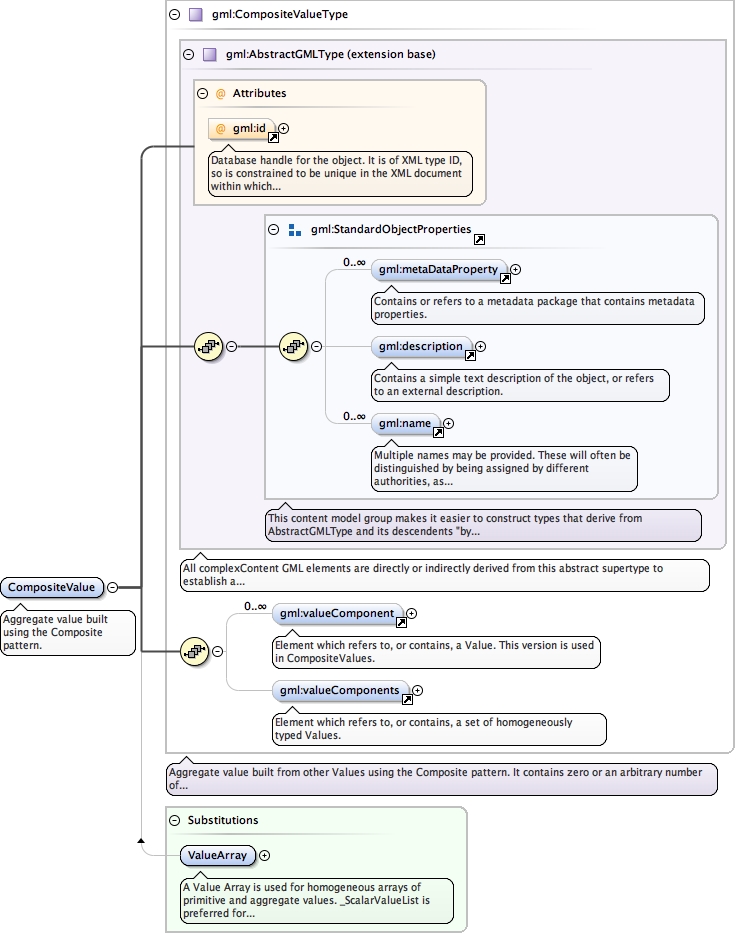 gml:CompositeValueType
gml:AbstractGMLType (extension base)
@ Attributes
@ gml:id
Database handle for the object. It is of XML type ID,
so is constrained to be unique in the XML document
within which...
gml:StandardObjectProperties
0..∞
gml:metaDataProperty
Contains or refers to a metadata package that contains metadata
properties.
gml:description
Contains a simple text description of the object, or refers
to an external description.
0..∞
gml:name
Multiple names may be provided. These will often be
distinguished by being assigned by different
authorities, as...
This content model group makes it easier to construct types that derive from
AbstractGMLType and its descendents "by...
All complexContent GML elements are directly or indirectly derived from this abstract supertype to
establish a...
CompositeValue
Aggregate value built
using the Composite
pattern.
0..∞
gml:valueComponent
Element which refers to, or contains, a Value. This version is used
in CompositeValues.
gml:valueComponents
Element which refers to, or contains, a set of homogeneously
typed Values.
Aggregate value built from other Values using the Composite pattern. It contains zero or an arbitrary number
of...
Substitutions
ValueArray
A Value Array is used for homogeneous arrays of
primitive and aggregate values. _ScalarValueList is
preferred for...